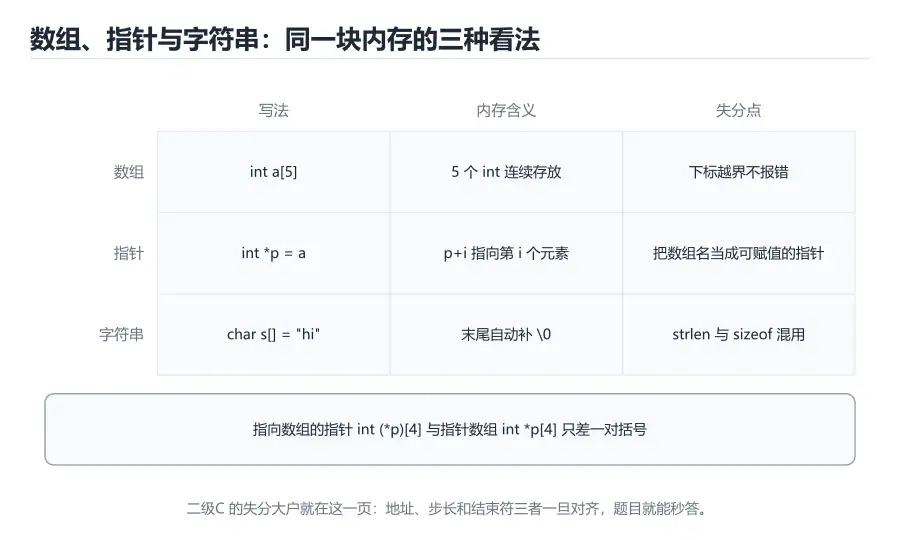 数组、指针与字符串：同一块内存的三种看法
写法 内存含义 失分点
数组 int a[5] 5 个 int 连续存放 下标越界不报错
指针 int *p = a p+i 指向第 i 个元素 把数组名当成可赋值的指针
字符串 char s[] = "hi" 末尾自动补 \0 strlen 与 sizeof 混用
指向数组的指针 int (*p)[4] 与指针数组 int *p[4] 只差一对括号
二级C 的失分大户就在这一页：地址、步长和结束符三者一旦对齐，题目就能秒答。